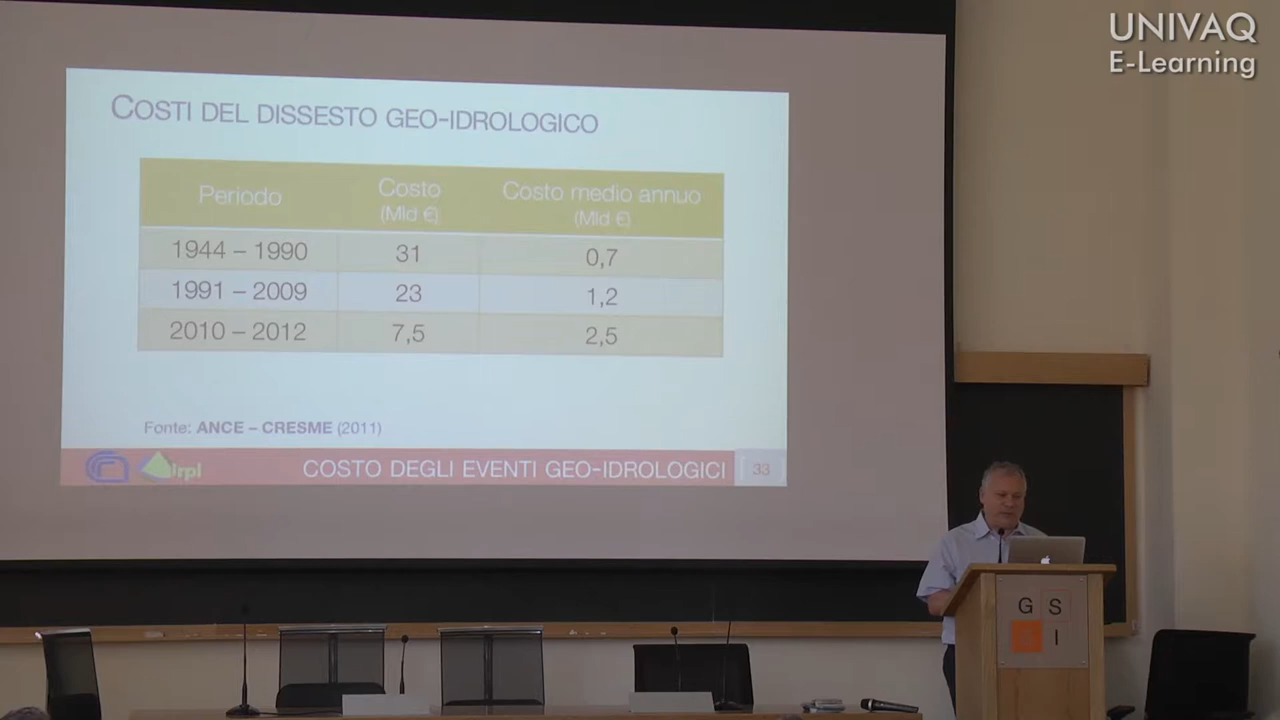 UNIVAQ
E-Learning
COSTI DEL DISSESTO GEO-IDROLOGICO
Periodo
Costo
(Mld €)
Costo medio annuo
(Mld €)
1944 – 1990
31
0,7
1991 – 2009
23
1,2
2010 – 2012
7,5
2,5
Fonte: ANCE – CRESME (2011)
Irpi
COSTO DEGLI EVENTI GEO-IDROLOGICI
33
G S
I